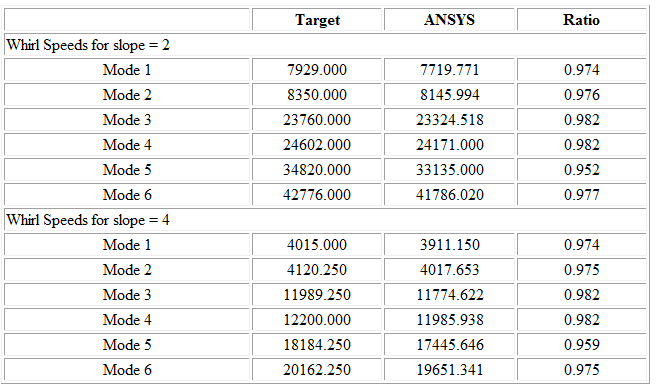 Target ANSYS Ratio
Whirl Speeds for slope = 2
Mode 1 7929.000 7719.771 0.974
Mode 2 8350.000 8145.994 0.976
Mode 3 23760.000 23324.518 0.982
Mode 4 24602.000 24171.000 0.982
Mode 5 34820.000 33135.000 0.952
Mode 6 42776.000 41786.020 0.977
Whirl Speeds for slope = 4
Mode 1 4015.000 3911.150 0.974
Mode 2 4120.250 4017.653 0.975
Mode 3 11989.250 11774.622 0.982
Mode 4 12200.000 11985.938 0.982
Mode 5 18184.250 17445.646 0.959
Mode 6 20162.250 19651.341 0.975